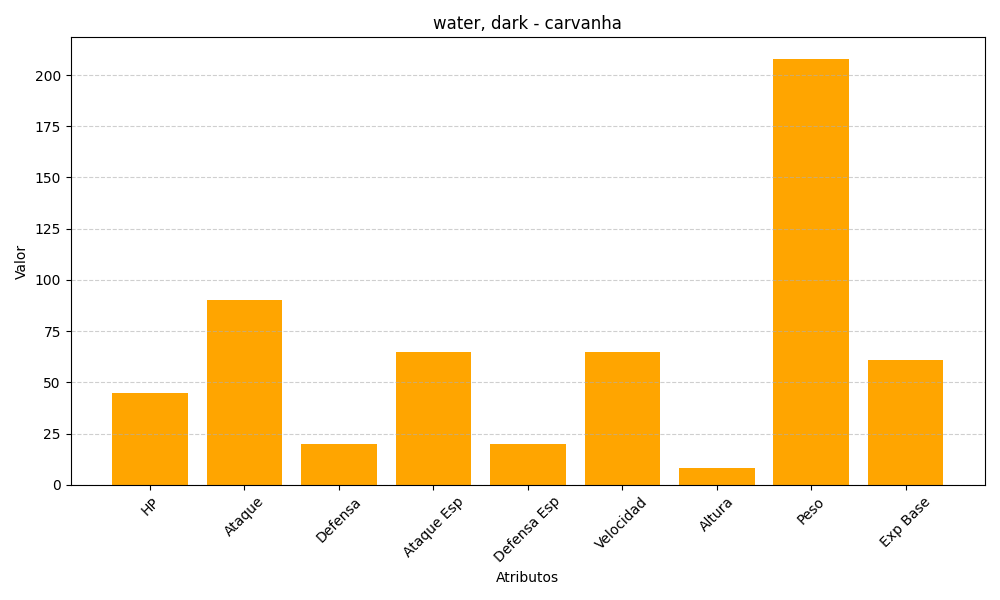 water, dark - carvanha
Valor
200
175
150
125
100
75
50
25
0
HP
Ataque
Defensa
Ataque Esp
Defensa Esp
Velocidad
Altura
Peso
Exp Base
Atributos